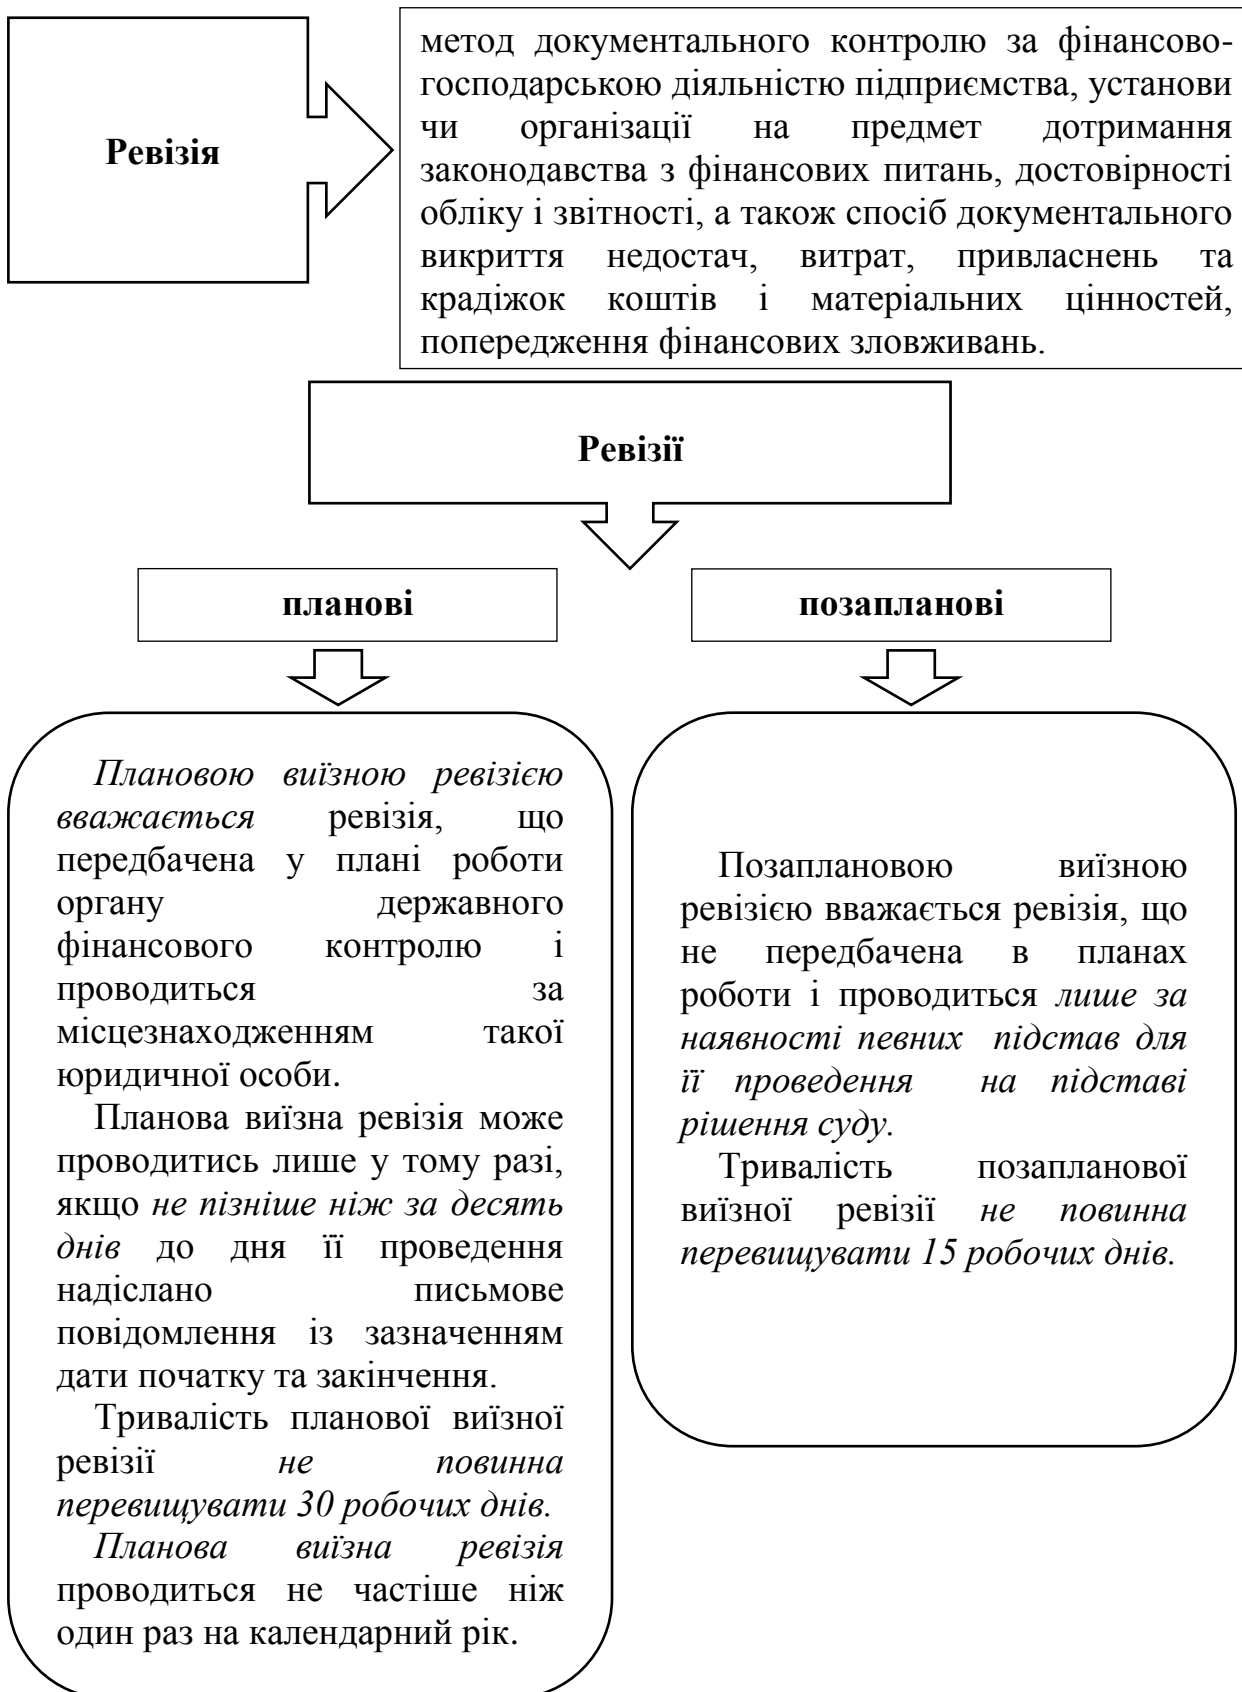 Ревізія
метод документального контролю за фінансово-
господарською діяльністю підприємства, установи
чи організації на предмет дотримання
законодавства з фінансових питань, достовірності
обліку і звітності, а також спосіб документального
викриття недостач, витрат, привласнень та
крадіжок коштів і матеріальних цінностей,
попередження фінансових зловживань.
Ревізії
планові
позапланові
Плановою виїзною ревізією
вважається ревізія, що
передбачена у плані роботи
органу державного
фінансового контролю і
проводиться за
місцезнаходженням такої
юридичної особи.
Планова виїзна ревізія може
проводитись лише у тому разі,
якщо не пізніше ніж за десять
днів до дня її проведення
надіслано письмове
повідомлення із зазначенням
дати початку та закінчення.
Тривалість планової виїзної
ревізії не повинна
перевищувати 30 робочих днів.
Планова виїзна ревізія
проводиться не частіше ніж
один раз на календарний рік.
Позаплановою виїзною
ревізією вважається ревізія, що
не передбачена в планах
роботи і проводиться лише за
наявності певних підстав для
її проведення на підставі
рішення суду.
Тривалість позапланової
виїзної ревізії не повинна
перевищувати 15 робочих днів.